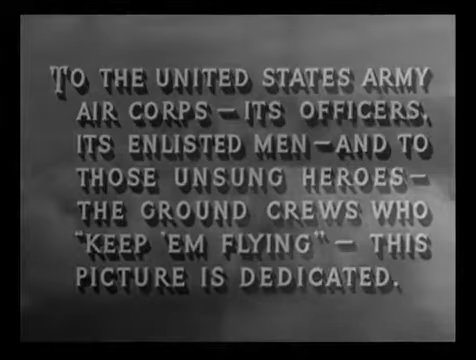 TO THE UNITED STATES ARMY
AIR CORPS—ITS OFFICERS,
ITS ENLISTED MEN—AND TO
THOSE UNSUNG HEROES—
THE GROUND CREWS WHO
"KEEP 'EM FLYING"— THIS
PICTURE IS DEDICATED.